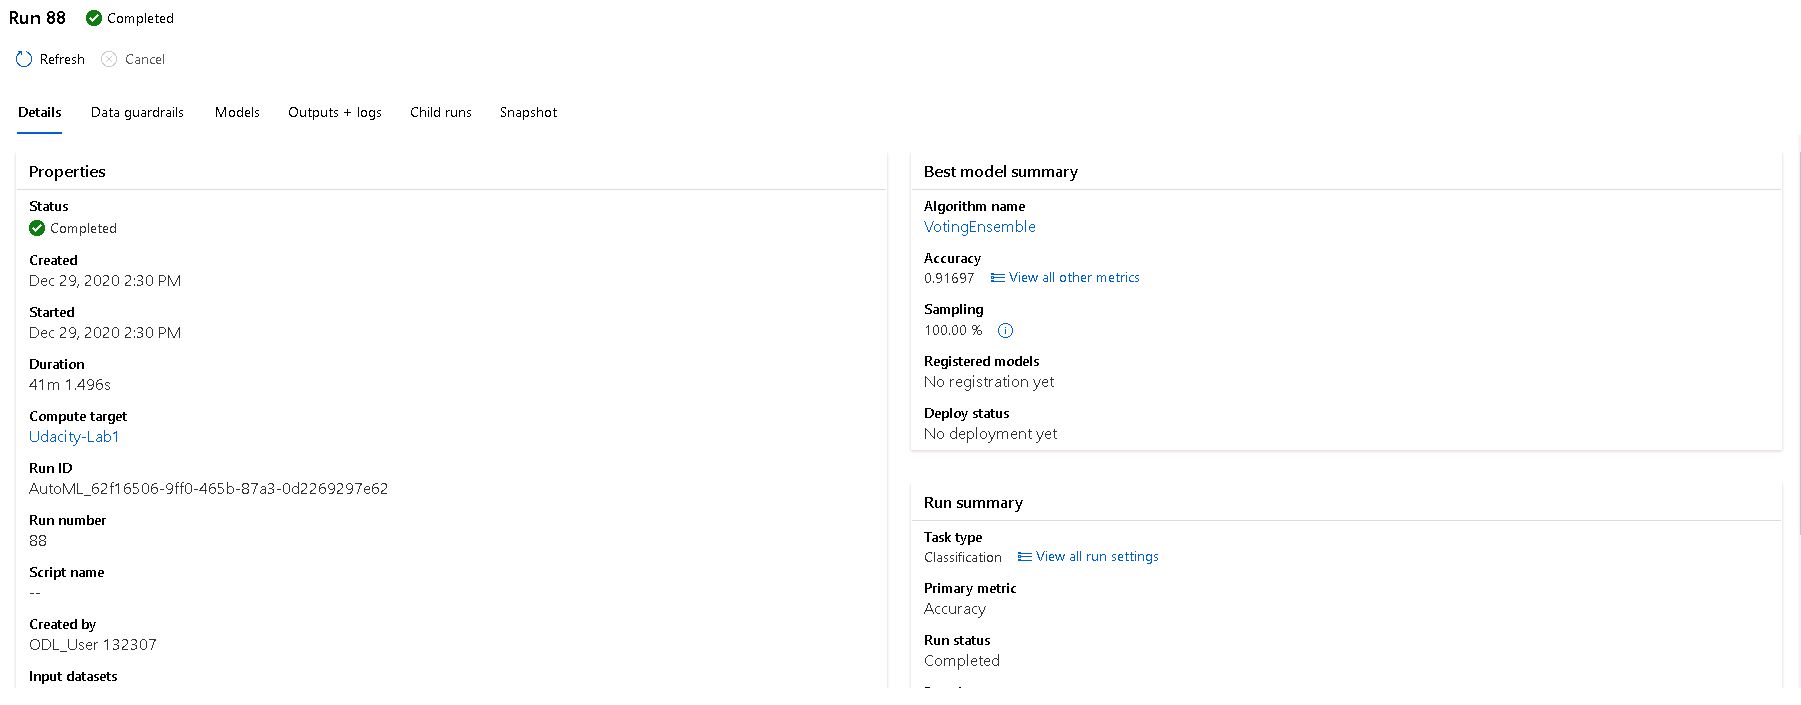 Run 88 Completed
Refresh Cancel
Details Data guardrails Models Outputs + logs Child runs Snapshot
Properties
Status
Completed
Created
Dec 29, 2020 2:30 PM
Started
Dec 29, 2020 2:30 PM
Duration
41m 1.496s
Compute target
Udacity-Lab1
Run ID
AutoML_62f16506-9ff0-465b-87a3-0d2269297e62
Run number
88
Script name
--
Created by
ODL_User 132307
Input datasets
Best model summary
Algorithm name
VotingEnsemble
Accuracy
0.91697 View all other metrics
Sampling
100.00 %
Registered models
No registration yet
Deploy status
No deployment yet
Run summary
Task type
Classification View all run settings
Primary metric
Accuracy
Run status
Completed